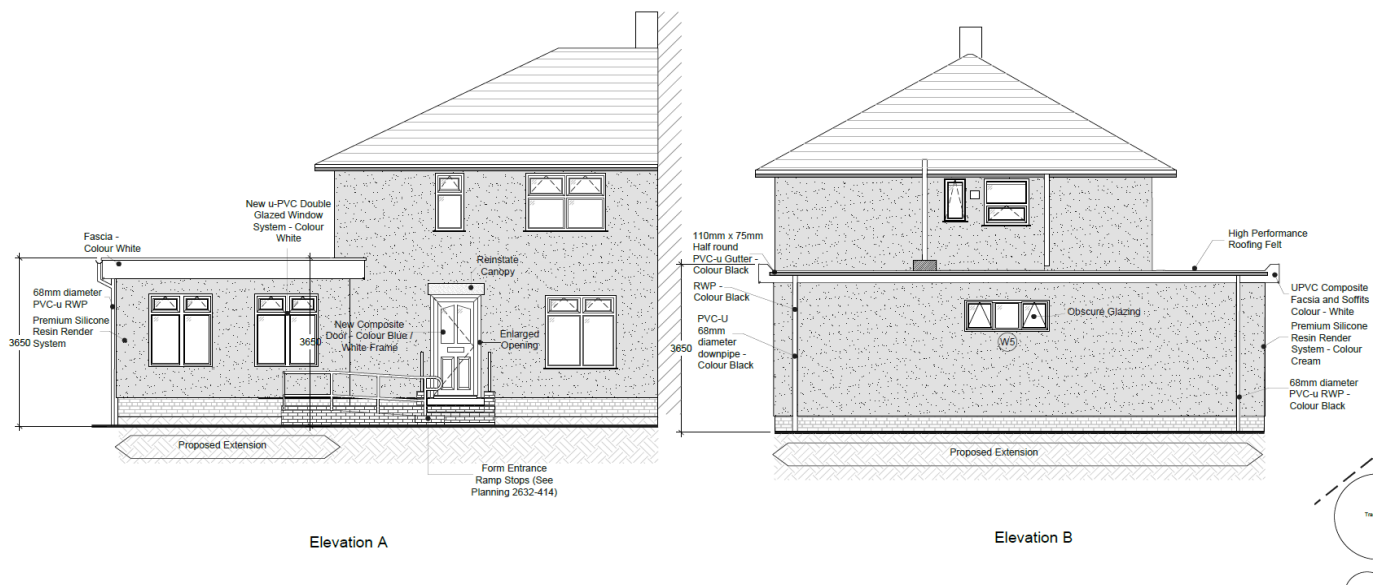 New u-PVC Double
Glazed Window
System - Colour
White
Fascia -
Colour White
68mm diameter
PVC-u RWP
Premium Silicone
Resin Render
System
3650
3650
Reinstate
Canopy
New Composite
Door - Colour Blue /
White Frame
Enlarged
Opening
Proposed Extension
Form Entrance
Ramp Stops (See
Planning 2632-414)
Elevation A
110mm x 75mm
Half round
PVC-u Gutter -
Colour Black
RWP -
Colour Black
PVC-U
68mm
diameter
downpipe -
Colour Black
3650
High Performance
Roofing Felt
Obscure Glazing
W5
UPVC Composite
Facsia and Soffits
Colour - White
Premium Silicone
Resin Render
System - Colour
Cream
68mm diameter
PVC-u RWP -
Colour Black
Proposed Extension
Elevation B